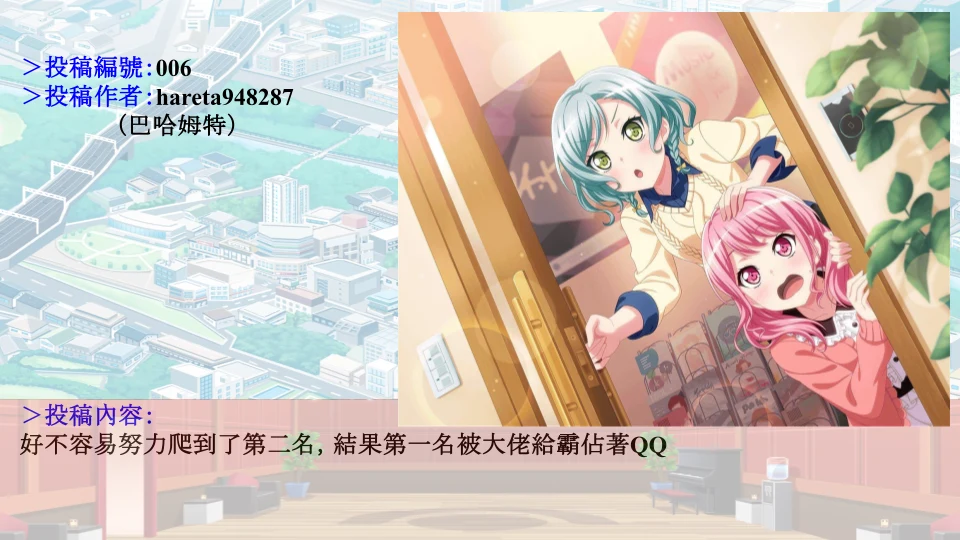 ＞投稿編號：006
＞投稿作者：hareta948287
（巴哈姆特）
＞投稿內容：
好不容易努力爬到了第二名，結果第一名被大佬給霸佔著QQ